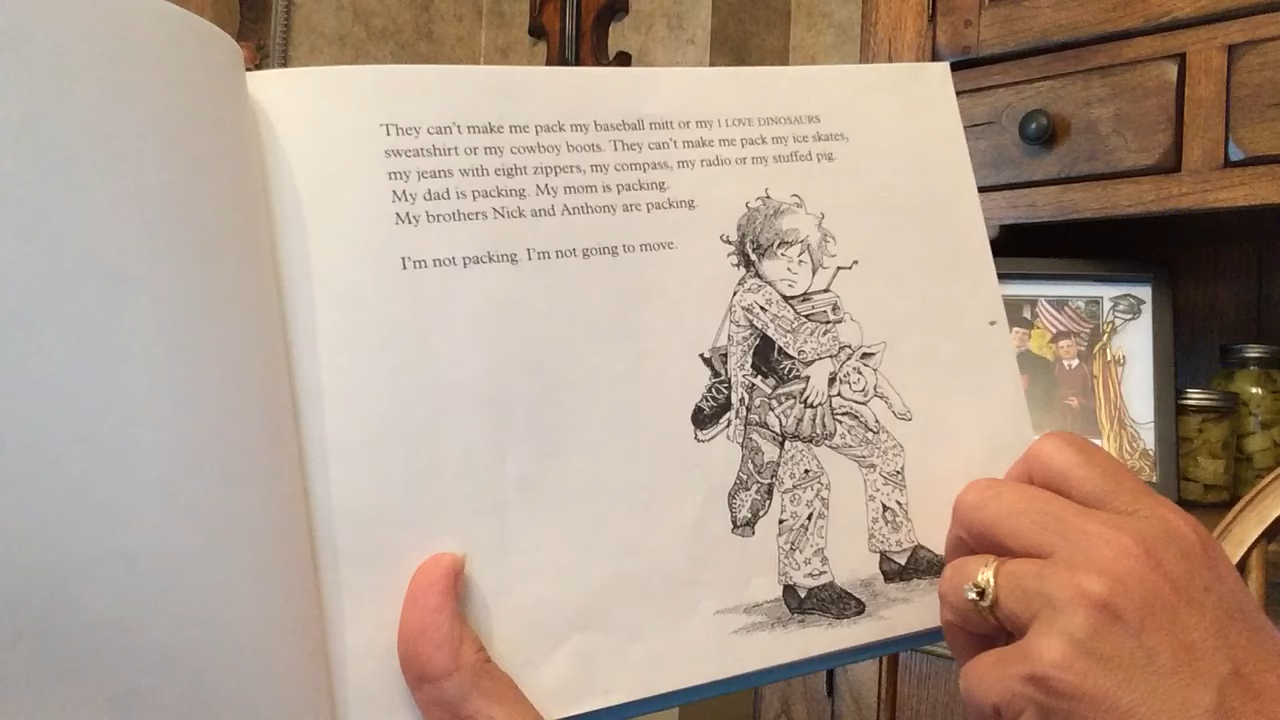 They can't make me pack my baseball mitt or my I LOVE DINOSAURS
sweatshirt or my cowboy boots. They can't make me pack my ice skates,
my jeans with eight zippers, my compass, my radio or my stuffed pig.
My dad is packing. My mom is packing.
My brothers Nick and Anthony are packing.
I'm not packing. I'm not going to move.